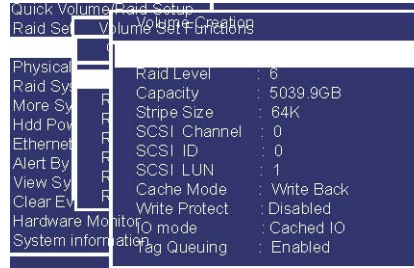 Quick Volume/Raid Setup
Raid Set
Volume Set Functions
Volume Creation
Physical
Raid Sys
More Sy
Hdd Pow
Ethernet
Alert By
View Sy
Clear Ev
Hardware Monitor
System information
Raid Level : 6
Capacity : 5039.9GB
Stripe Size : 64K
SCSI Channel : 0
SCSI ID : 0
SCSI LUN : 1
Cache Mode : Write Back
Write Protect : Disabled
IO mode : Cached IO
Tag Queuing : Enabled